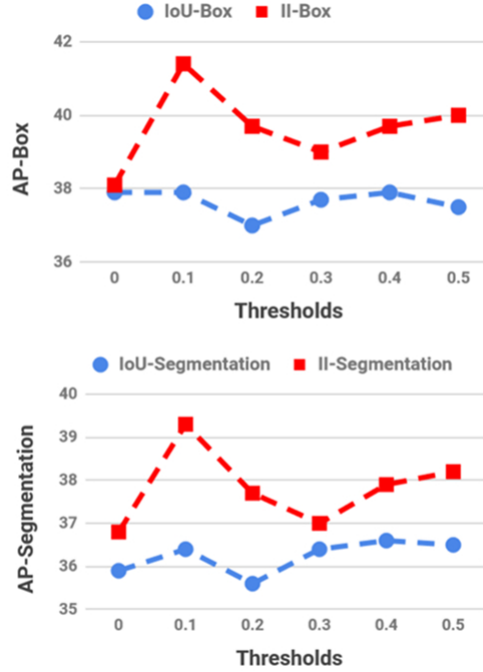 IoU-Box II-Box
42
40
38
36
AP-Box
0 0.1 0.2 0.3 0.4 0.5
Thresholds
IoU-Segmentation II-Segmentation
40
39
38
37
36
35
AP-Segmentation
0 0.1 0.2 0.3 0.4 0.5
Thresholds